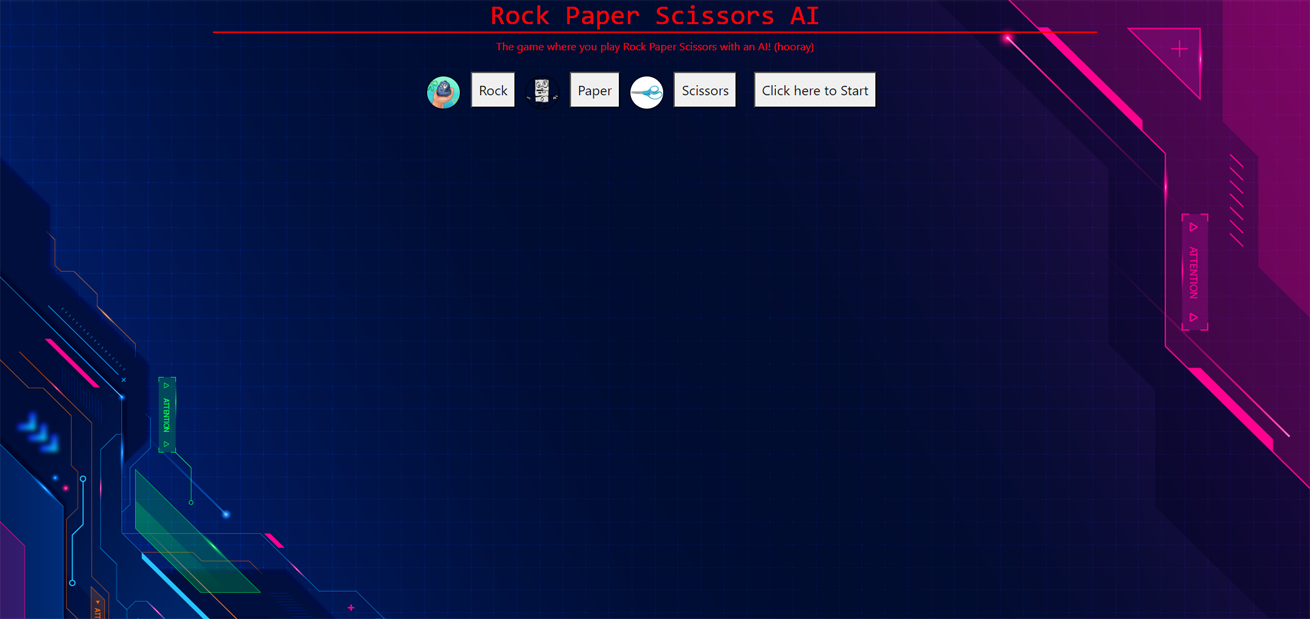 Rock Paper Scissors AI
The game where you play Rock Paper Scissors with an AI! (hooray)
Rock Paper Scissors Click here to Start
ATTENTION
ATTENTION